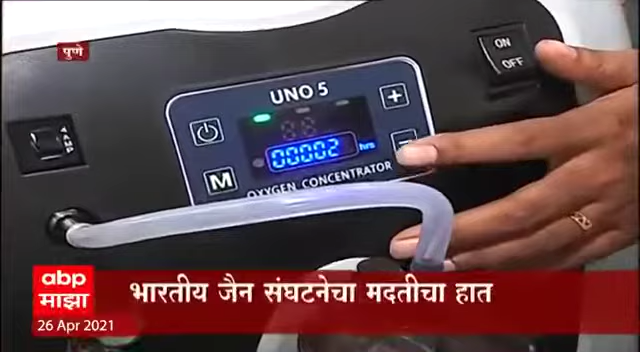 पुणे
ON
OFF
UNO 5
+
M
00002 hrs
OXYGEN CONCENTRATOR
abp
माझा
भारतीय जैन संघटनेचा मदतीचा हात
26 Apr 2021